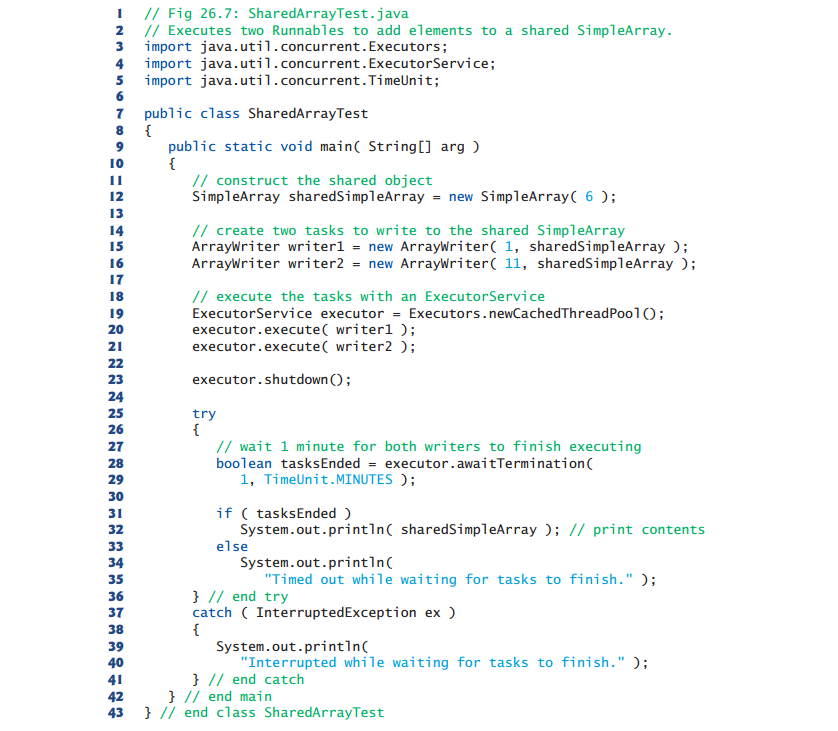 1 // Fig 26.7: SharedArrayTest.java
2 // Executes two Runnables to add elements to a shared SimpleArray.
3 import java.util.concurrent.Executors;
4 import java.util.concurrent.ExecutorService;
5 import java.util.concurrent.TimeUnit;
6
7 public class SharedArrayTest
8 {
9    public static void main( String[] arg )
10    {
11       // construct the shared object
12       SimpleArray sharedSimpleArray = new SimpleArray( 6 );
13
14       // create two tasks to write to the shared SimpleArray
15       ArrayWriter writer1 = new ArrayWriter( 1, sharedSimpleArray );
16       ArrayWriter writer2 = new ArrayWriter( 11, sharedSimpleArray );
17
18       // execute the tasks with an ExecutorService
19       ExecutorService executor = Executors.newCachedThreadPool();
20       executor.execute( writer1 );
21       executor.execute( writer2 );
22
23       executor.shutdown();
24
25       try
26       {
27          // wait 1 minute for both writers to finish executing
28          boolean tasksEnded = executor.awaitTermination(
29             1, TimeUnit.MINUTES );
30
31          if ( tasksEnded )
32             System.out.println( sharedSimpleArray ); // print contents
33          else
34             System.out.println(
35                "Timed out while waiting for tasks to finish." );
36       } // end try
37       catch ( InterruptedException ex )
38       {
39          System.out.println(
40             "Interrupted while waiting for tasks to finish." );
41       } // end catch
42    } // end main
43 } // end class SharedArrayTest